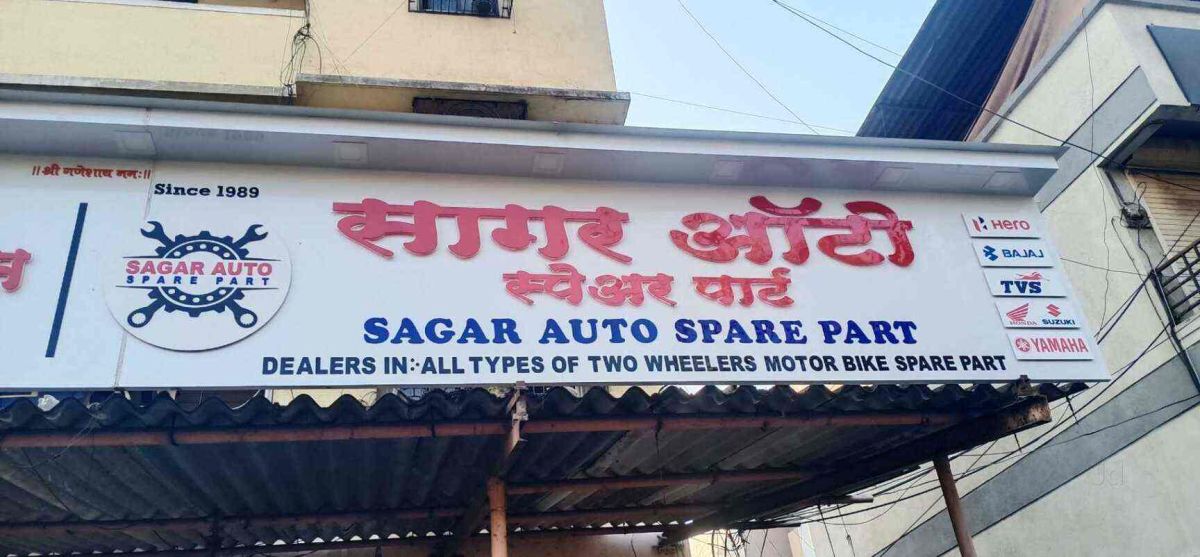 ॥श्री गणेशाय नमः॥
Since 1989
SAGAR AUTO
SPARE PART
सागर ऑटो
स्पेअर पार्ट
SAGAR AUTO SPARE PART
DEALERS IN:-ALL TYPES OF TWO WHEELERS MOTOR BIKE SPARE PART
Hero
BAJAJ
TVS
HONDA SUZUKI
YAMAHA
Jd